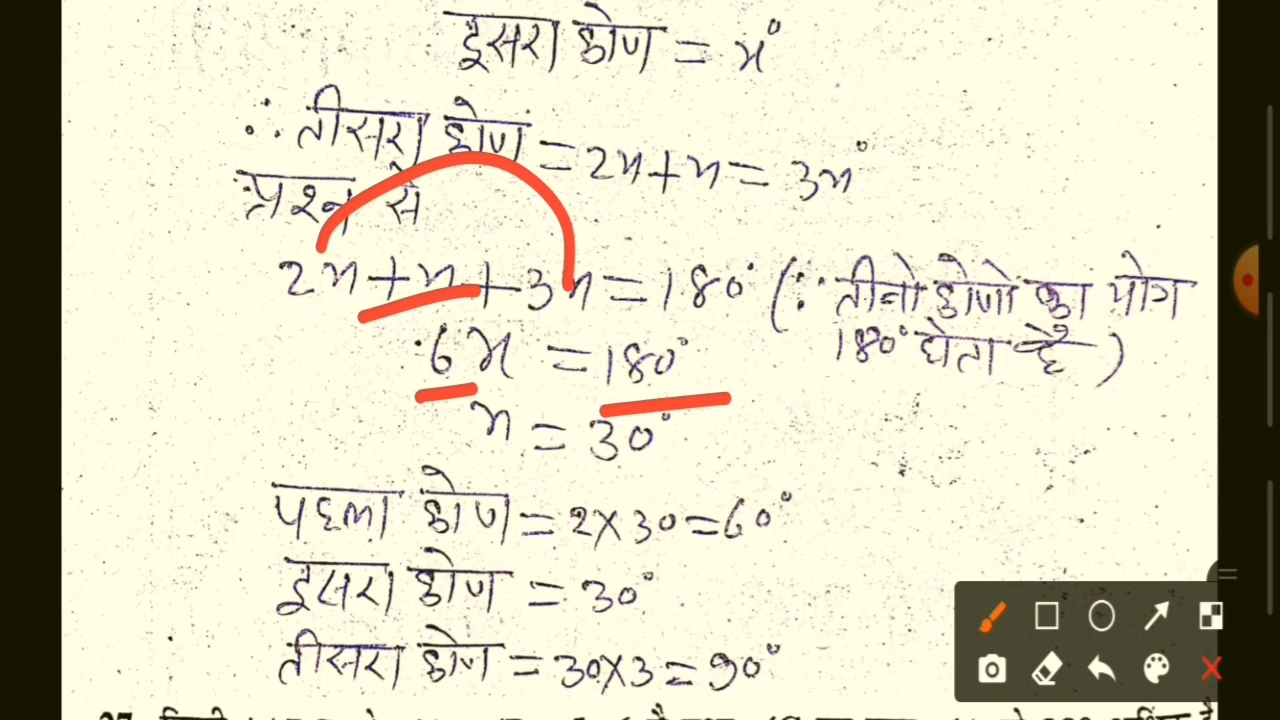 दूसरा कोण = x°
∴ तीसरा कोण = 2x+x = 3x°
प्रश्न से
2x+x+3x=180° (∵ तीनो कोणो का योग
180° होता है)
6x = 180°
x = 30°
पहला कोण = 2×30=60°
दूसरा कोण = 30°
तीसरा कोण = 30×3=90°